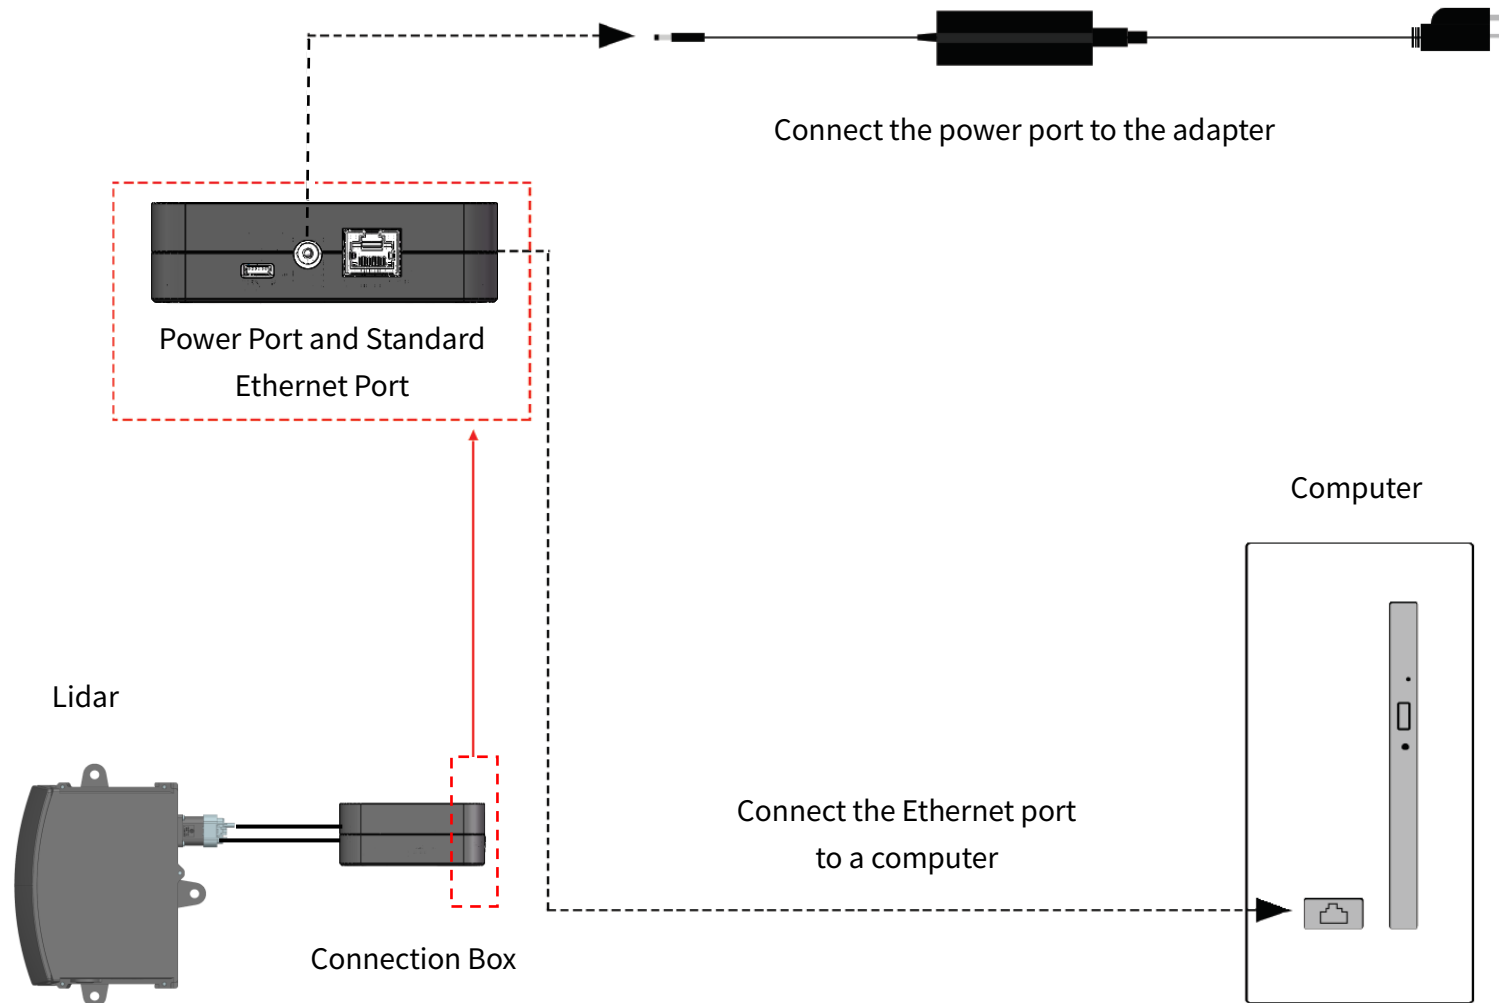 Connect the power port to the adapter
Power Port and Standard
Ethernet Port
Computer
Lidar
Connect the Ethernet port
to a computer
Connection Box